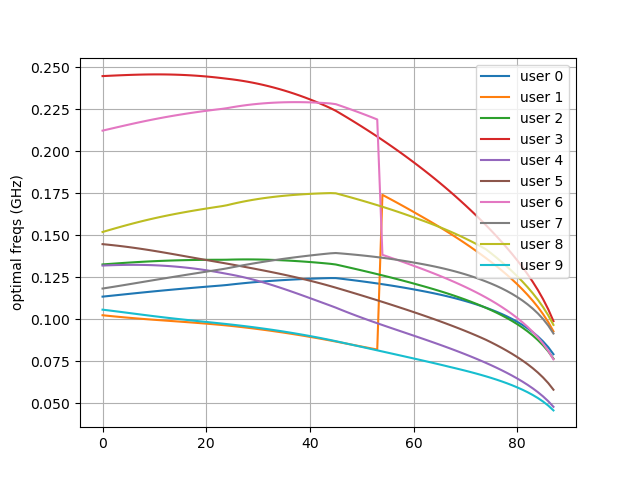 0.250
0.225
0.200
0.175
0.150
0.125
0.100
0.075
0.050
optimal freqs (GHz)
0
20
40
60
80
user 0
user 1
user 2
user 3
user 4
user 5
user 6
user 7
user 8
user 9